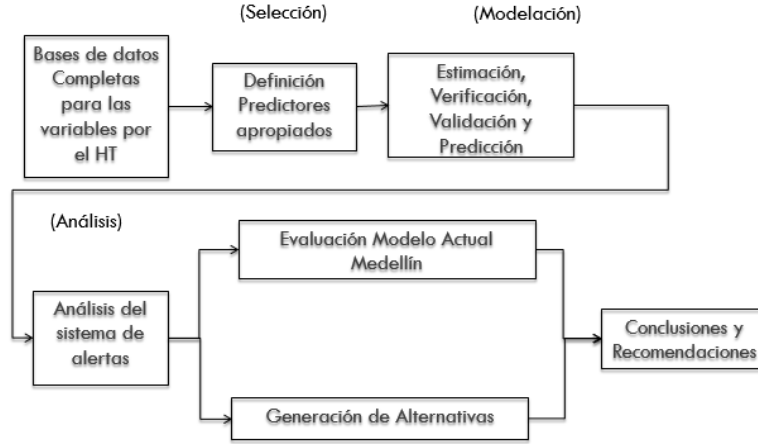 (Selección)
(Modelación)
Bases de datos
Completas
para las
variables por
el HT
Definición
Predictores
apropiados
Estimación,
Verificación,
Validación y
Predicción
(Análisis)
Análisis del
sistema de
alertas
Evaluación Modelo Actual
Medellín
Generación de Alternativas
Conclusiones y
Recomendaciones